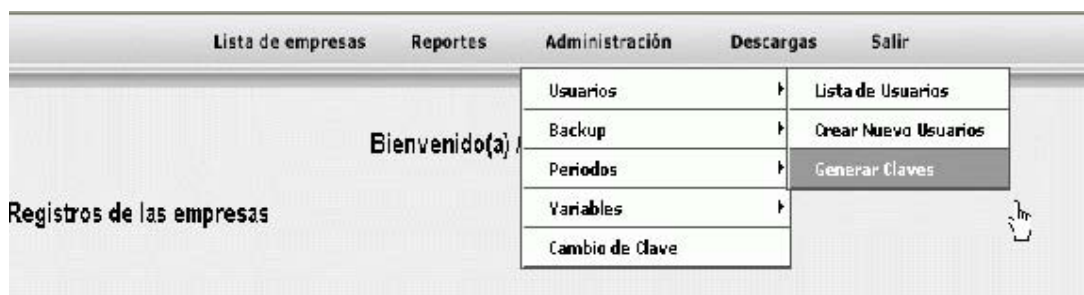 Lista de empresas Reportes Administración Descargas Salir
Usuarios Lista de Usuarios
Bienvenido(a) Backup Crear Nuevo Usuarios
Periodos Generar Claves
Registros de las empresas Variables
Cambio de Clave